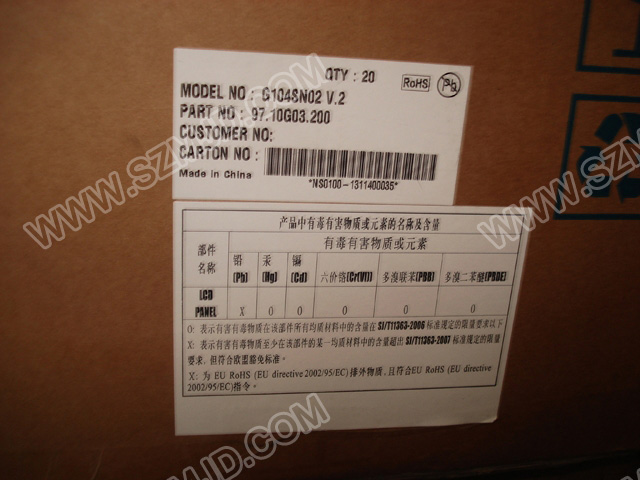 QTY : 20
RoHS Pb
MODEL NO : G104SN02 V.2
PART NO : 97.10G03.200
CUSTOMER NO:
CARTON NO :
Made in China
*NS0100-1311400035*
产品中有毒有害物质或元素的名称及含量
部件名称 有毒有害物质或元素
铅(Pb) 汞(Hg) 镉(Cd) 六价铬(Cr(VI)) 多溴联苯(PBB) 多溴二苯醚(PBDE)
LCD PANEL X 0 0 0 0 0
0: 表示有害有毒物质在该部件所有均质材料中的含量在SJ/T11363-2006标准规定的限量要求以下
X: 表示有害有毒物质至少在该部件的某一均质材料中的含量超出SJ/T11363-2007标准规定的限量
要求, 但符合欧盟豁免标准。
X: 为 EU RoHS (EU directive 2002/95/EC) 排外物质, 且符合EU RoHS (EU directive
2002/95/EC)指令。